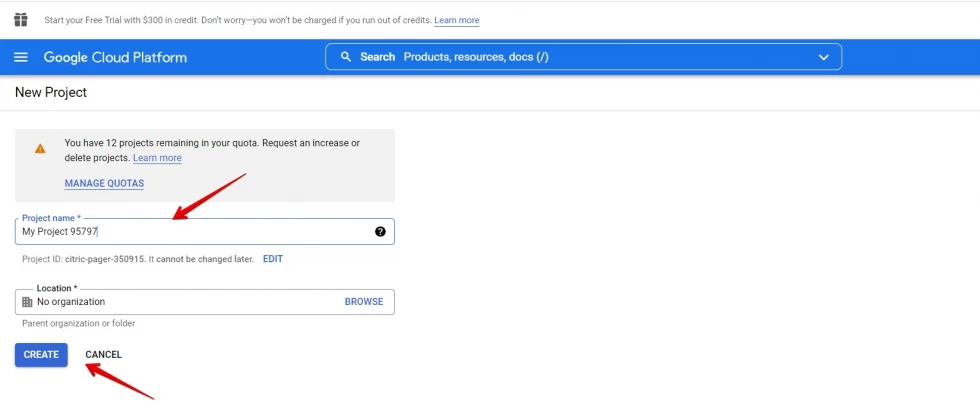 Start your Free Trial with $300 in credit. Don't worry—you won't be charged if you run out of credits. Learn more
Google Cloud Platform
Search Products, resources, docs (/)
New Project
You have 12 projects remaining in your quota. Request an increase or
delete projects. Learn more
MANAGE QUOTAS
Project name *
My Project 95797
Project ID: citric-pager-350915. It cannot be changed later. EDIT
Location *
No organization BROWSE
Parent organization or folder
CREATE CANCEL